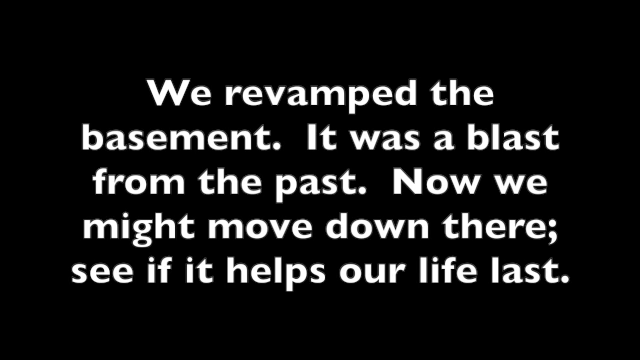 We revamped the
basement.  It was a blast
from the past.  Now we
might move down there;
see if it helps our life last.